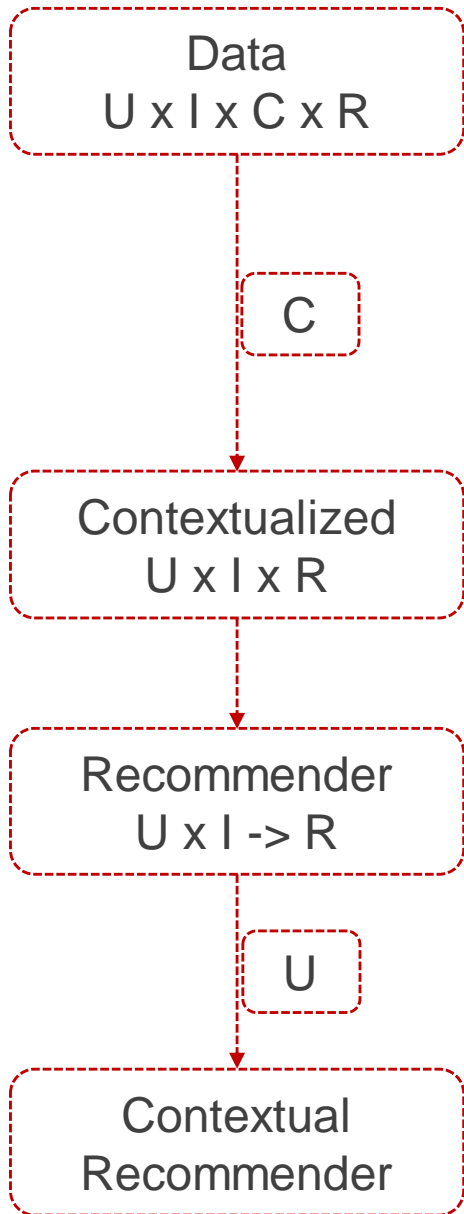 Data
U x I x C x R
C
Contextualized
U x I x R
Recommender
U x I -> R
U
Contextual
Recommender